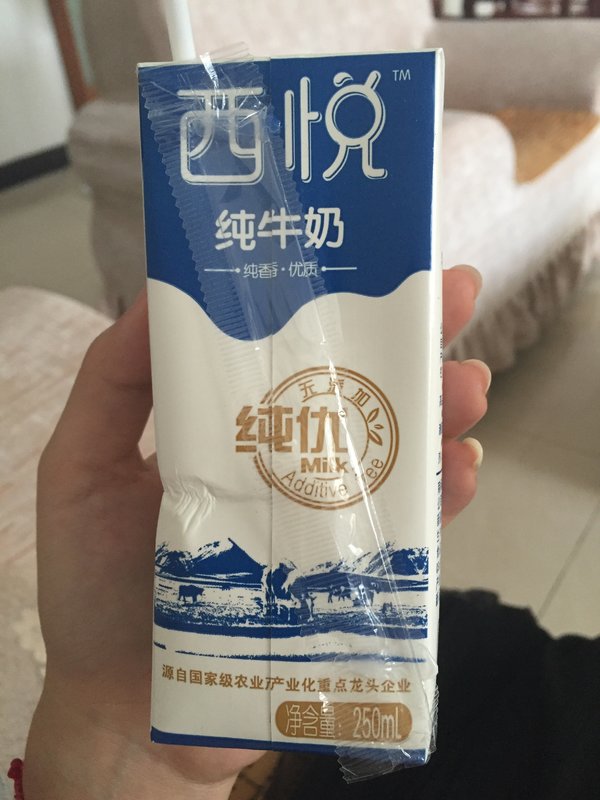 西悦™
纯牛奶
纯香·优质
无添加
纯优
Milk
Additive Free
源自国家级农业产业化重点龙头企业
净含量：250mL